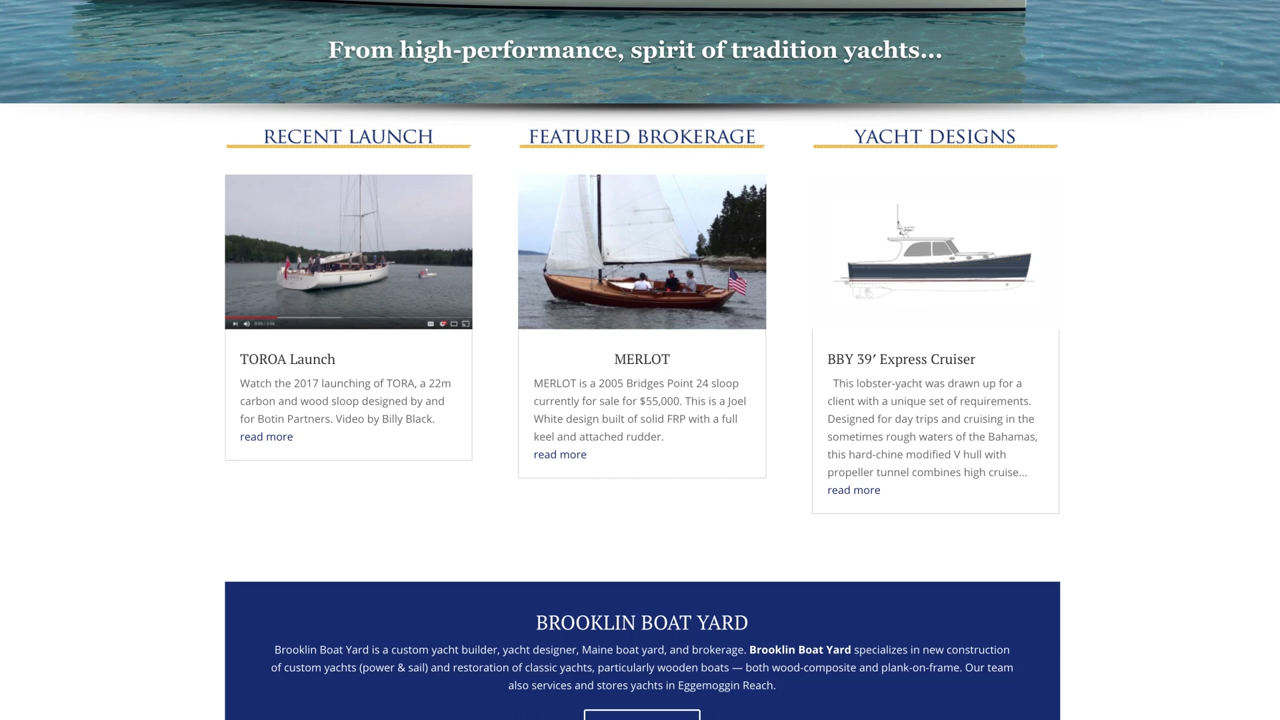 From high-performance, spirit of tradition yachts...
RECENT LAUNCH
TOROA Launch
Watch the 2017 launching of TORA, a 22m
carbon and wood sloop designed by and
for Botin Partners. Video by Billy Black.
read more
FEATURED BROKERAGE
MERLOT
MERLOT is a 2005 Bridges Point 24 sloop
currently for sale for $55,000. This is a Joel
White design built of solid FRP with a full
keel and attached rudder.
read more
YACHT DESIGNS
BBY 39′ Express Cruiser
This lobster-yacht was drawn up for a
client with a unique set of requirements.
Designed for day trips and cruising in the
sometimes rough waters of the Bahamas,
this hard-chine modified V hull with
propeller tunnel combines high cruise...
read more
BROOKLIN BOAT YARD
Brooklin Boat Yard is a custom yacht builder, yacht designer, Maine boat yard, and brokerage. Brooklin Boat Yard specializes in new construction
of custom yachts (power & sail) and restoration of classic yachts, particularly wooden boats — both wood-composite and plank-on-frame. Our team
also services and stores yachts in Eggemoggin Reach.